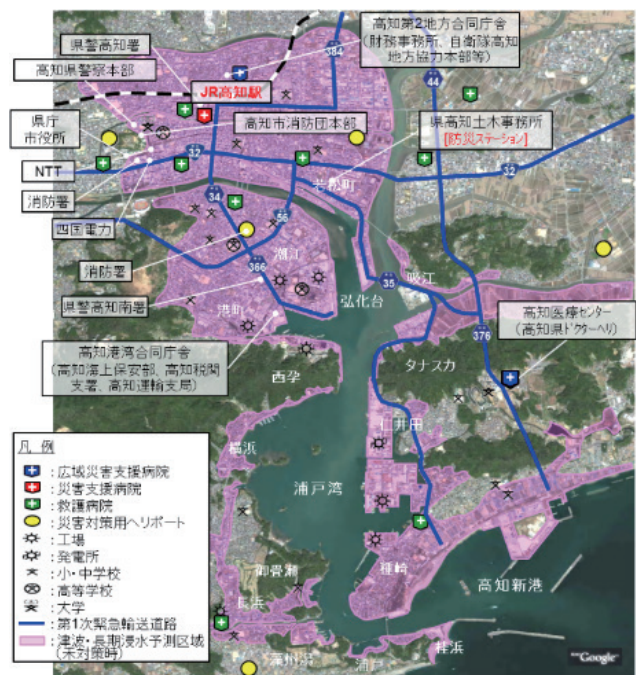 高知第2地方合同庁舎
(財務事務所、自衛隊高知
地方協力本部等)
県警高知署
高知県警察本部
JR高知駅
384
44
県庁
市役所
高知市消防団本部
県高知土木事務所
[防災ステーション]
NTT
32
32
若松町
消防署
34
四国電力
56
消防署
潮江
386
県警高知南署
弘化台
吸江
35
港町
376
高知医療センター
(高知県ドクターヘリ)
高知港湾合同庁舎
(高知海上保安部、高知税関
支署、高知運輸支局)
西孕
タナスカ
仁井田
横浜
浦戸湾
凡 例
:広域災害支援病院
:災害支援病院
:救護病院
:災害対策用ヘリポート
:工場
:発電所
:小・中学校
:高等学校
:大学
:第1次緊急輸送道路
:津波・長期浸水予測区域
(未対策時)
御畳瀬
種崎
高知新港
長浜
浦戸
桂浜
Google